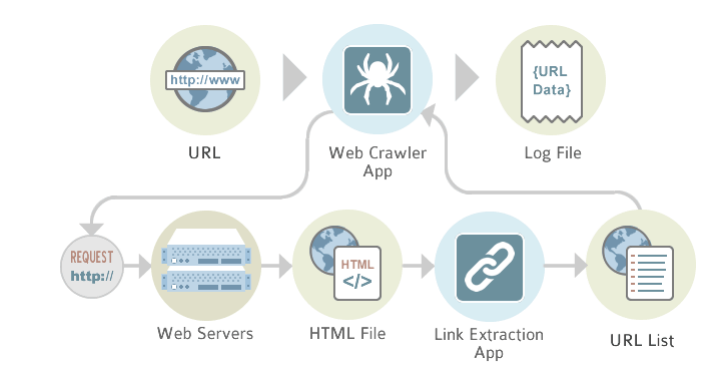 http://www
{URL
Data}
URL
Web Crawler
App
Log File
REQUEST
http://
HTML
</>
Web Servers
HTML File
Link Extraction
App
URL List